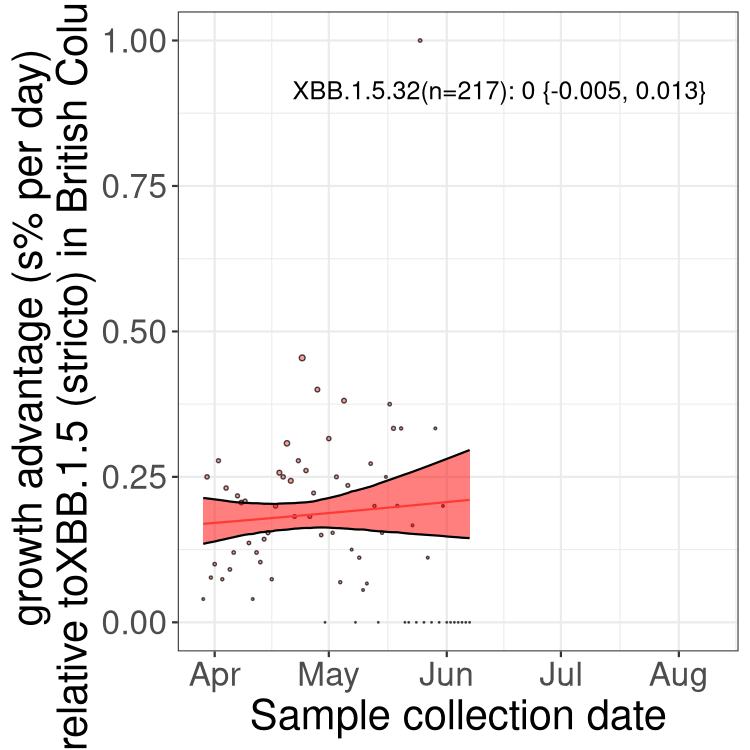 growth advantage (s% per day)
relative toXBB.1.5 (stricto) in British Colu
1.00
0.75
0.50
0.25
0.00
XBB.1.5.32(n=217): 0 {-0.005, 0.013}
Apr May Jun Jul Aug
Sample collection date